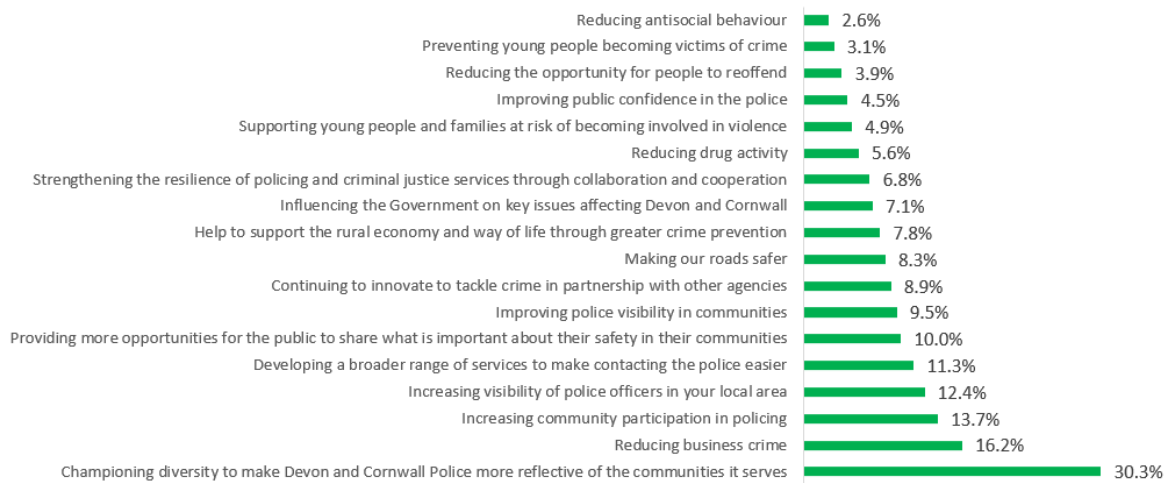 Reducing antisocial behaviour 2.6%
Preventing young people becoming victims of crime 3.1%
Reducing the opportunity for people to reoffend 3.9%
Improving public confidence in the police 4.5%
Supporting young people and families at risk of becoming involved in violence 4.9%
Reducing drug activity 5.6%
Strengthening the resilience of policing and criminal justice services through collaboration and cooperation 6.8%
Influencing the Government on key issues affecting Devon and Cornwall 7.1%
Help to support the rural economy and way of life through greater crime prevention 7.8%
Making our roads safer 8.3%
Continuing to innovate to tackle crime in partnership with other agencies 8.9%
Improving police visibility in communities 9.5%
Providing more opportunities for the public to share what is important about their safety in their communities 10.0%
Developing a broader range of services to make contacting the police easier 11.3%
Increasing visibility of police officers in your local area 12.4%
Increasing community participation in policing 13.7%
Reducing business crime 16.2%
Championing diversity to make Devon and Cornwall Police more reflective of the communities it serves 30.3%